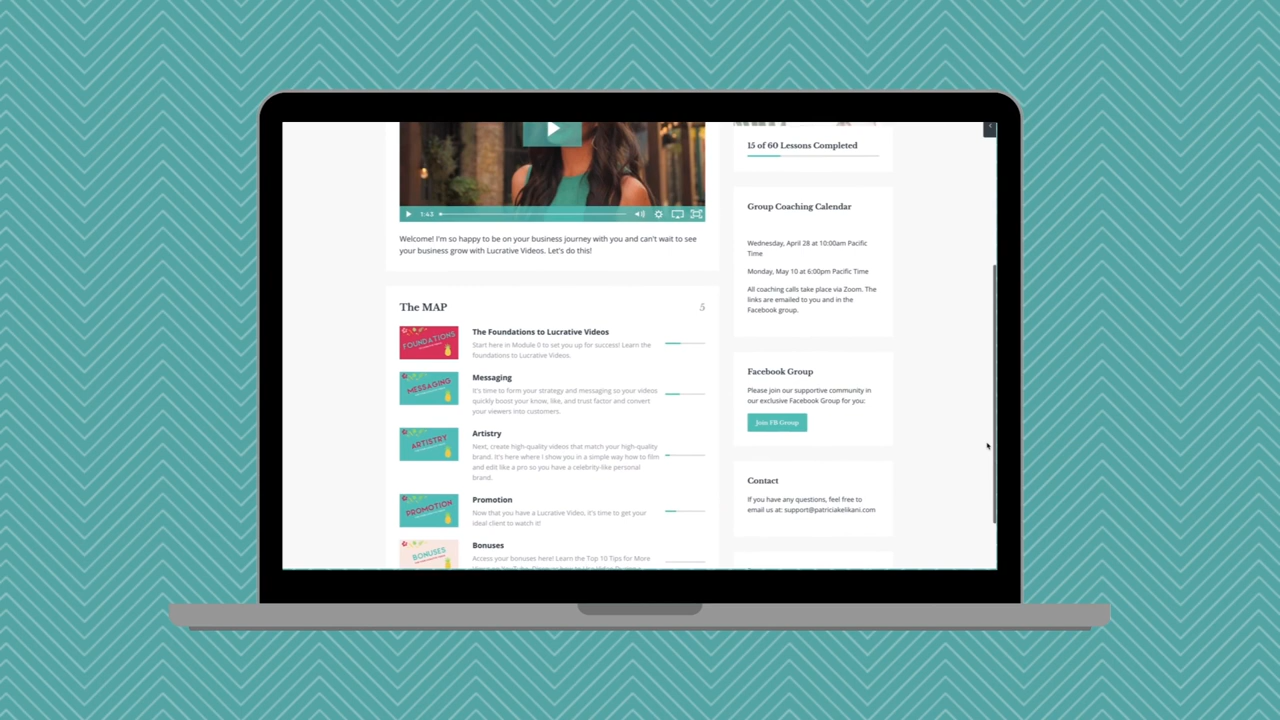 1:43
Welcome! I'm so happy to be on your business journey with you and can't wait to see
your business grow with Lucrative Videos. Let's do this!
The MAP
5
FOUNDATIONS
The Foundations to Lucrative Videos
Start here in Module 0 to set you up for success! Learn the
foundations to Lucrative Videos.
MESSAGING
Messaging
It's time to form your strategy and messaging so your videos
quickly boost your know, like, and trust factor and convert
your viewers into customers.
ARTISTRY
Artistry
Next, create high-quality videos that match your high-quality
brand. It's here where I show you in a simple way how to film
and edit like a pro so you have a celebrity-like personal
brand.
PROMOTION
Promotion
Now that you have a Lucrative Video, it's time to get your
ideal client to watch it!
BONUSES
Bonuses
Access your bonuses here! Learn the Top 10 Tips for More
15 of 60 Lessons Completed
Group Coaching Calendar
Wednesday, April 28 at 10:00am Pacific
Time
Monday, May 10 at 6:00pm Pacific Time
All coaching calls take place via Zoom. The
links are emailed to you and in the
Facebook group.
Facebook Group
Please join our supportive community in
our exclusive Facebook Group for you:
Join FB Group
Contact
If you have any questions, feel free to
email us at: support@patriciakelikani.com